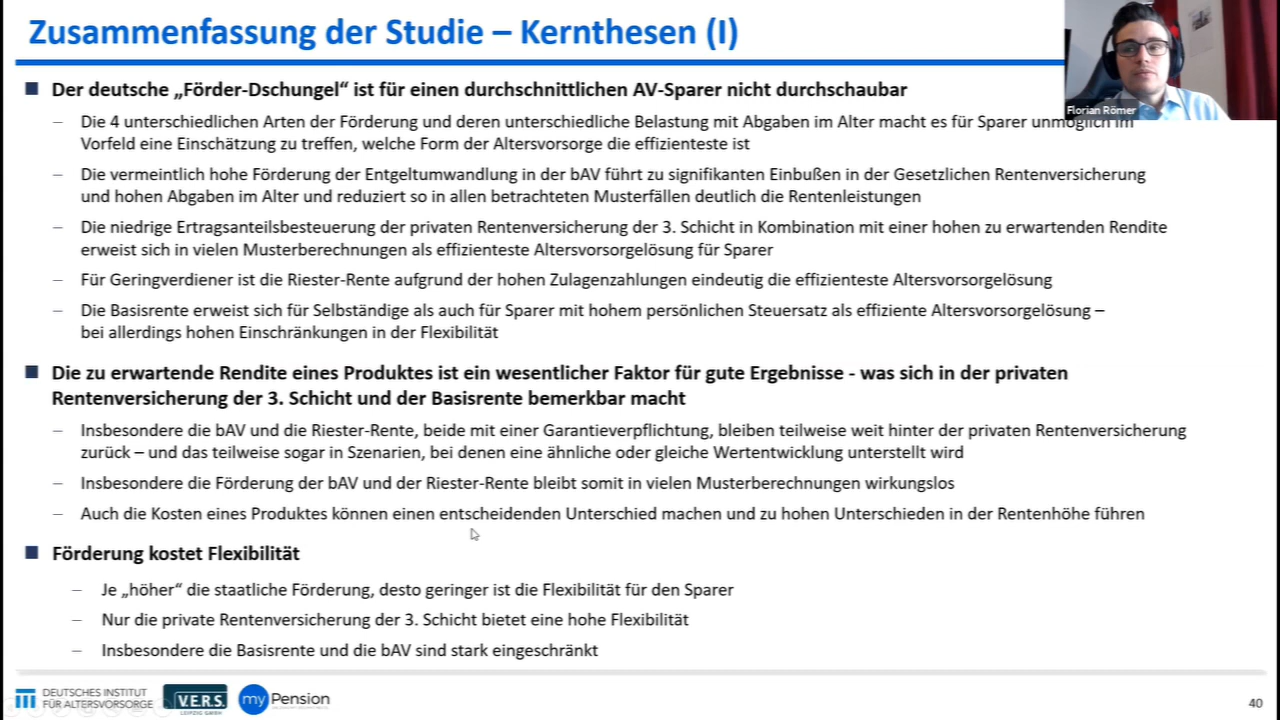 Zusammenfassung der Studie – Kernthesen (I)
Florian Römer
Der deutsche „Förder-Dschungel“ ist für einen durchschnittlichen AV-Sparer nicht durchschaubar
– Die 4 unterschiedlichen Arten der Förderung und deren unterschiedliche Belastung mit Abgaben im Alter macht es für Sparer unmöglich im
Vorfeld eine Einschätzung zu treffen, welche Form der Altersvorsorge die effizienteste ist
– Die vermeintlich hohe Förderung der Entgeltumwandlung in der bAV führt zu signifikanten Einbußen in der Gesetzlichen Rentenversicherung
und hohen Abgaben im Alter und reduziert so in allen betrachteten Musterfällen deutlich die Rentenleistungen
– Die niedrige Ertragsanteilsbesteuerung der privaten Rentenversicherung der 3. Schicht in Kombination mit einer hohen zu erwartenden Rendite
erweist sich in vielen Musterberechnungen als effizienteste Altersvorsorgelösung für Sparer
– Für Geringverdiener ist die Riester-Rente aufgrund der hohen Zulagenzahlungen eindeutig die effizienteste Altersvorsorgelösung
– Die Basisrente erweist sich für Selbständige als auch für Sparer mit hohem persönlichen Steuersatz als effiziente Altersvorsorgelösung –
bei allerdings hohen Einschränkungen in der Flexibilität
Die zu erwartende Rendite eines Produktes ist ein wesentlicher Faktor für gute Ergebnisse - was sich in der privaten
Rentenversicherung der 3. Schicht und der Basisrente bemerkbar macht
– Insbesondere die bAV und die Riester-Rente, beide mit einer Garantieverpflichtung, bleiben teilweise weit hinter der privaten Rentenversicherung
zurück – und das teilweise sogar in Szenarien, bei denen eine ähnliche oder gleiche Wertentwicklung unterstellt wird
– Insbesondere die Förderung der bAV und der Riester-Rente bleibt somit in vielen Musterberechnungen wirkungslos
– Auch die Kosten eines Produktes können einen entscheidenden Unterschied machen und zu hohen Unterschieden in der Rentenhöhe führen
Förderung kostet Flexibilität
– Je „höher“ die staatliche Förderung, desto geringer ist die Flexibilität für den Sparer
– Nur die private Rentenversicherung der 3. Schicht bietet eine hohe Flexibilität
– Insbesondere die Basisrente und die bAV sind stark eingeschränkt
DEUTSCHES INSTITUT
FÜR ALTERSVORSORGE
V.E.R.S.
LEIPZIG GMBH
myPension
40